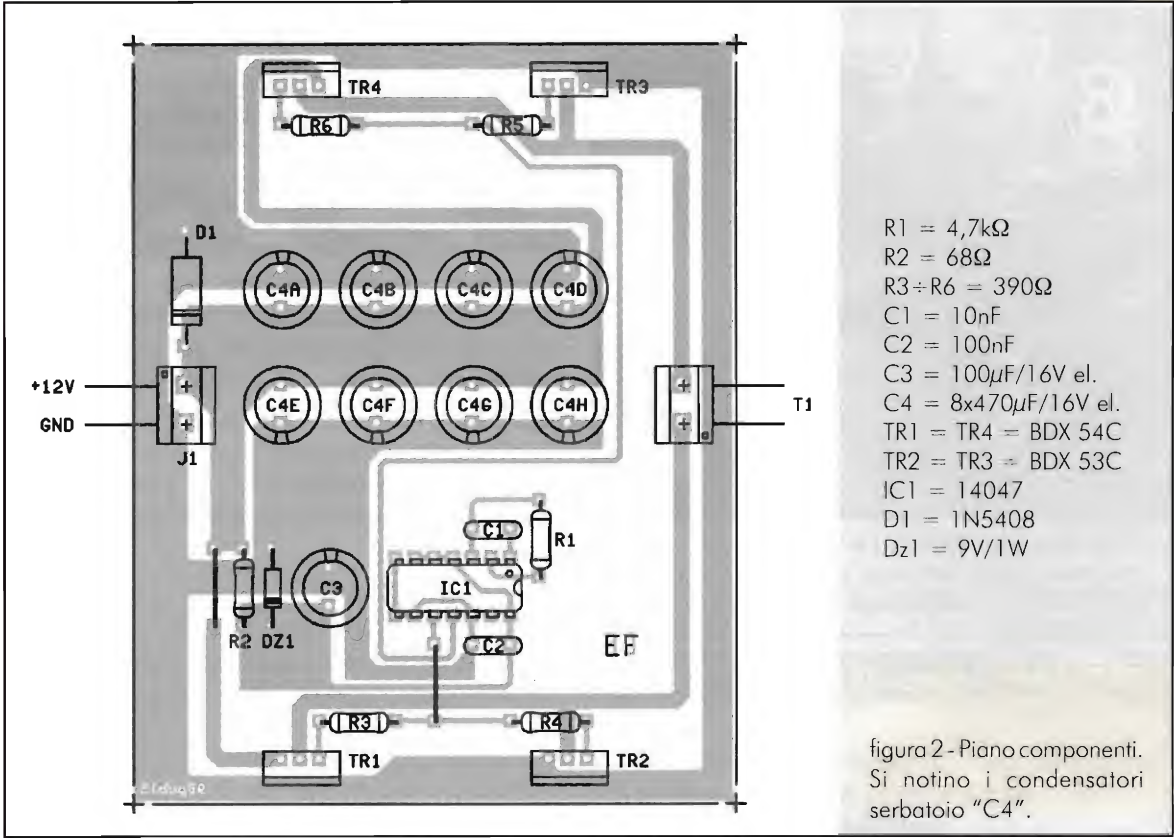 TR4
TR3
R6
R5
D1
C4A
C4B
C4C
C4D
+12V
GND
J1
C4E
C4F
C4G
C4H
T1
C1
R1
C3
IC1
R2
DZ1
C2
EF
R3
R4
TR1
TR2
R1 = 4,7kΩ
R2 = 68Ω
R3÷R6 = 390Ω
C1 = 10nF
C2 = 100nF
C3 = 100µF/16V el.
C4 = 8x470µF/16V el.
TR1 = TR4 = BDX 54C
TR2 = TR3 = BDX 53C
IC1 = 14047
D1 = 1N5408
Dz1 = 9V/1W
figura 2 - Piano componenti.
Si notino i condensatori
serbatoio "C4".